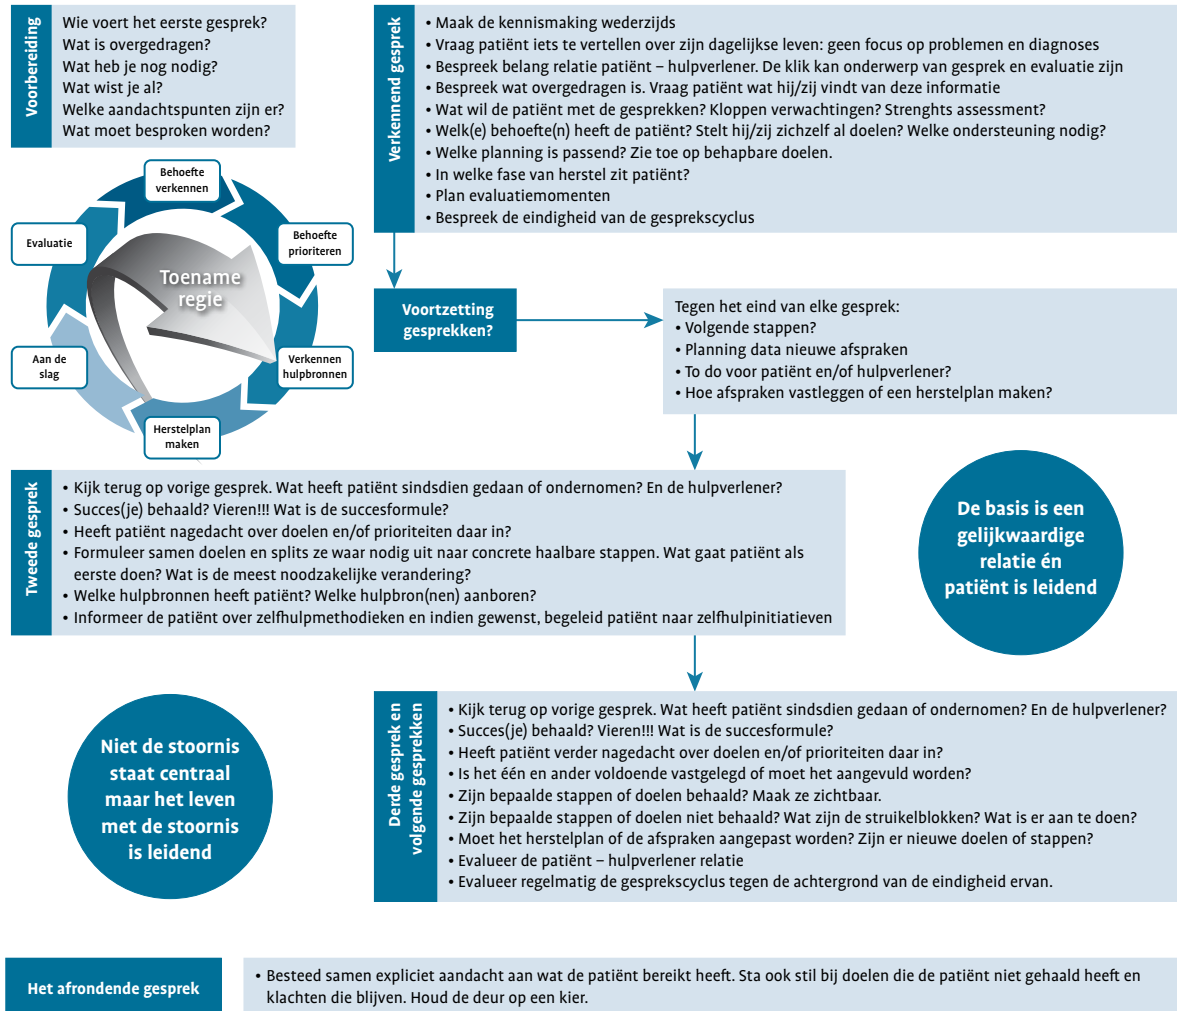 Voorbereiding
Wie voert het eerste gesprek?
Wat is overgedragen?
Wat heb je nog nodig?
Wat wist je al?
Welke aandachtspunten zijn er?
Wat moet besproken worden?
Verkennend gesprek
• Maak de kennismaking wederzijds
• Vraag patiënt iets te vertellen over zijn dagelijkse leven: geen focus op problemen en diagnoses
• Bespreek belang relatie patiënt – hulpverlener. De klik kan onderwerp van gesprek en evaluatie zijn
• Bespreek wat overgedragen is. Vraag patiënt wat hij/zij vindt van deze informatie
• Wat wil de patiënt met de gesprekken? Kloppen verwachtingen? Strenghts assessment?
• Welk(e) behoefte(n) heeft de patiënt? Stelt hij/zij zichzelf al doelen? Welke ondersteuning nodig?
• Welke planning is passend? Zie toe op behapbare doelen.
• In welke fase van herstel zit patiënt?
• Plan evaluatiemomenten
• Bespreek de eindigheid van de gesprekscyclus
Behoefte
verkennen
Behoefte
prioriteren
Verkennen
hulpbronnen
Herstelplan
maken
Aan de
slag
Evaluatie
Toename
regie
Voortzetting
gesprekken?
Tegen het eind van elke gesprek:
• Volgende stappen?
• Planning data nieuwe afspraken
• To do voor patiënt en/of hulpverlener?
• Hoe afspraken vastleggen of een herstelplan maken?
Tweede gesprek
• Kijk terug op vorige gesprek. Wat heeft patiënt sindsdien gedaan of ondernomen? En de hulpverlener?
• Succes(je) behaald? Vieren!!! Wat is de succesformule?
• Heeft patiënt nagedacht over doelen en/of prioriteiten daar in?
• Formuleer samen doelen en splits ze waar nodig uit naar concrete haalbare stappen. Wat gaat patiënt als
eerste doen? Wat is de meest noodzakelijke verandering?
• Welke hulpbronnen heeft patiënt? Welke hulpbron(nen) aanboren?
• Informeer de patiënt over zelfhulpmethodieken en indien gewenst, begeleid patiënt naar zelfhulpinitiatieven
De basis is een
gelijkwaardige
relatie én
patiënt is leidend
Niet de stoornis
staat centraal
maar het leven
met de stoornis
is leidend
Derde gesprek en
volgende gesprekken
• Kijk terug op vorige gesprek. Wat heeft patiënt sindsdien gedaan of ondernomen? En de hulpverlener?
• Succes(je) behaald? Vieren!!! Wat is de succesformule?
• Heeft patiënt verder nagedacht over doelen en/of prioriteiten daar in?
• Is het één en ander voldoende vastgelegd of moet het aangevuld worden?
• Zijn bepaalde stappen of doelen behaald? Maak ze zichtbaar.
• Zijn bepaalde stappen of doelen niet behaald? Wat zijn de struikelblokken? Wat is er aan te doen?
• Moet het herstelplan of de afspraken aangepast worden? Zijn er nieuwe doelen of stappen?
• Evalueer de patiënt – hulpverlener relatie
• Evalueer regelmatig de gesprekscyclus tegen de achtergrond van de eindigheid ervan.
Het afrondende gesprek
• Besteed samen expliciet aandacht aan wat de patiënt bereikt heeft. Sta ook stil bij doelen die de patiënt niet gehaald heeft en
klachten die blijven. Houd de deur op een kier.